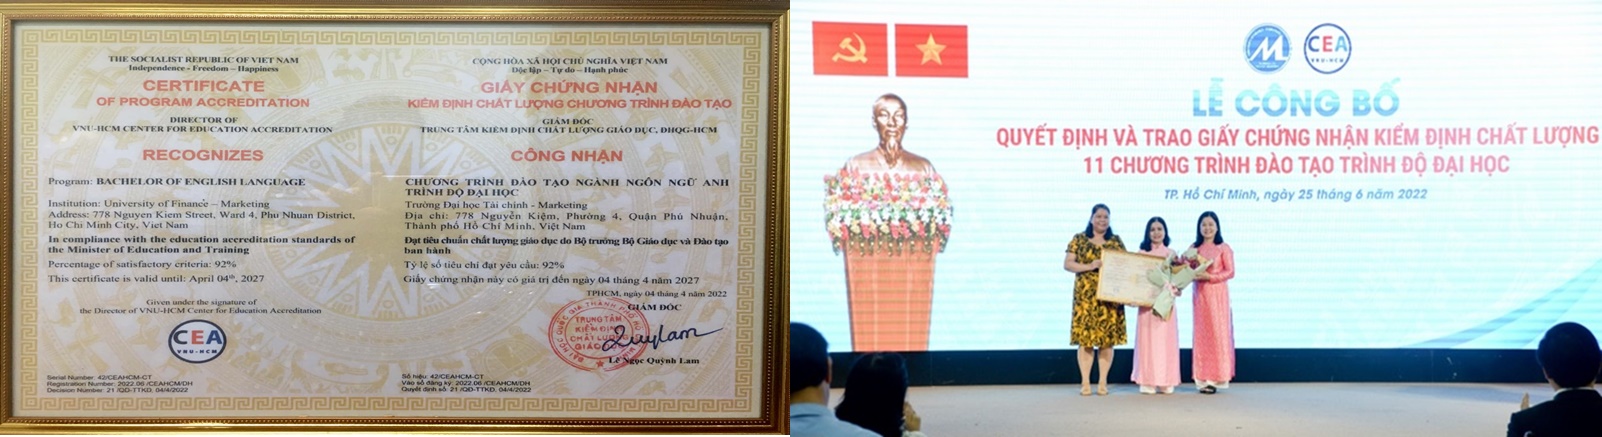 THE SOCIALIST REPUBLIC OF VIET NAM
Independence - Freedom – Happiness
CERTIFICATE
OF PROGRAM ACCREDITATION
DIRECTOR OF
VNU-HCM CENTER FOR EDUCATION ACCREDITATION
RECOGNIZES
Program: BACHELOR OF ENGLISH LANGUAGE
Institution: University of Finance – Marketing
Address: 778 Nguyen Kiem Street, Ward 4, Phu Nhuan District,
Ho Chi Minh City, Viet Nam
In compliance with the education accreditation standards of
the Minister of Education and Training
Percentage of satisfactory criteria: 92%
This certificate is valid until: April 04th, 2027
Given under the signature of
the Director of VNU-HCM Center for Education Accreditation
CEA
VNU-HCM
Serial Number: 42/CEAHCM-CT
Registration Number: 2022.06 /CEAHCM/DH
Decision Number: 21 /QD-TTKD, 04/4/2022
CỘNG HÒA XÃ HỘI CHỦ NGHĨA VIỆT NAM
Độc lập – Tự do – Hạnh phúc
GIẤY CHỨNG NHẬN
KIỂM ĐỊNH CHẤT LƯỢNG CHƯƠNG TRÌNH ĐÀO TẠO
GIÁM ĐỐC
TRUNG TÂM KIỂM ĐỊNH CHẤT LƯỢNG GIÁO DỤC, ĐHQG-HCM
CÔNG NHẬN
CHƯƠNG TRÌNH ĐÀO TẠO NGÀNH NGÔN NGỮ ANH
TRÌNH ĐỘ ĐẠI HỌC
Trường Đại học Tài chính - Marketing
Địa chỉ: 778 Nguyễn Kiệm, Phường 4, Quận Phú Nhuận,
Thành phố Hồ Chí Minh, Việt Nam
Đạt tiêu chuẩn chất lượng giáo dục do Bộ trưởng Bộ Giáo dục và Đào tạo
ban hành
Tỷ lệ số tiêu chí đạt yêu cầu: 92%
Giấy chứng nhận này có giá trị đến ngày 04 tháng 4 năm 2027
TPHCM, ngày 04 tháng 4 năm 2022
GIÁM ĐỐC
TRUNG TÂM
KIỂM ĐỊNH
CHẤT LƯỢNG
GIÁO
Lê Ngọc Quỳnh Lam
Số hiệu: 42/CEAHCM-CT
Vào sổ đăng ký: 2022.06 /CEAHCM/DH
Quyết định số: 21 /QĐ-TTKĐ, 04/4/2022
CEA
VNU-HCM
LỄ CÔNG BỐ
QUYẾT ĐỊNH VÀ TRAO GIẤY CHỨNG NHẬN KIỂM ĐỊNH CHẤT LƯỢNG
11 CHƯƠNG TRÌNH ĐÀO TẠO TRÌNH ĐỘ ĐẠI HỌC
TP. Hồ Chí Minh, ngày 25 tháng 6 năm 2022